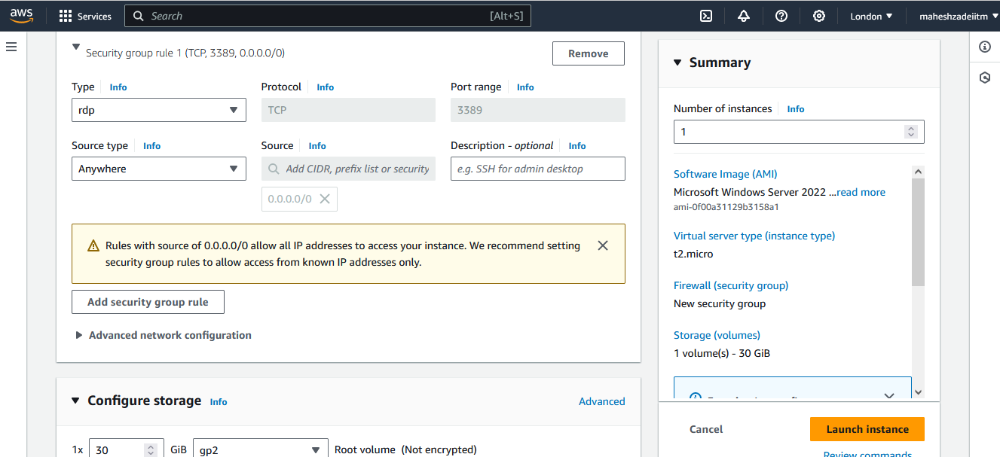 aws
Services
Search
[Alt+S]
London
maheshzadeiitm
Security group rule 1 (TCP, 3389, 0.0.0.0/0)
Remove
Type Info
Protocol Info
Port range Info
rdp
TCP
3389
Source type Info
Source Info
Description - optional Info
Anywhere
Add CIDR, prefix list or security
e.g. SSH for admin desktop
0.0.0.0/0
Rules with source of 0.0.0.0/0 allow all IP addresses to access your instance. We recommend setting
security group rules to allow access from known IP addresses only.
Add security group rule
Advanced network configuration
Configure storage Info
Advanced
1x 30 GiB gp2 Root volume (Not encrypted)
Summary
Number of instances Info
1
Software Image (AMI)
Microsoft Windows Server 2022 ...read more
ami-0f00a31129b3158a1
Virtual server type (instance type)
t2.micro
Firewall (security group)
New security group
Storage (volumes)
1 volume(s) - 30 GiB
Cancel
Launch instance
Review commands